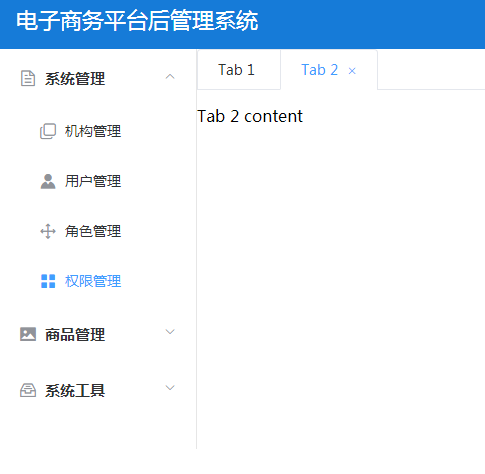 电子商务平台后管理系统
系统管理
机构管理
用户管理
角色管理
权限管理
商品管理
系统工具
Tab 1
Tab 2 ×
Tab 2 content